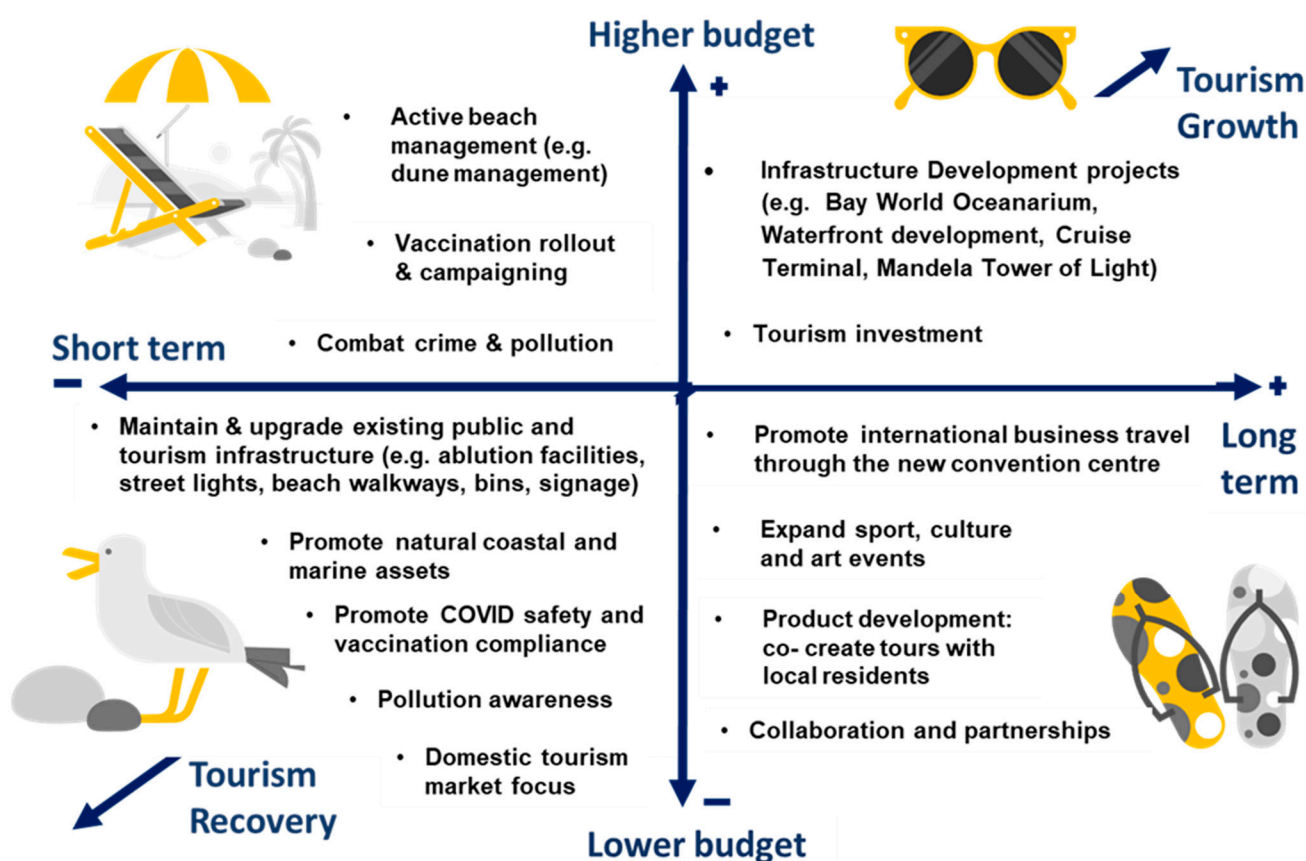 Higher budget
+
Tourism
Growth
• Active beach
management (e.g.
dune management)
• Vaccination rollout
& campaigning
• Combat crime & pollution
• Infrastructure Development projects
(e.g. Bay World Oceanarium,
Waterfront development, Cruise
Terminal, Mandela Tower of Light)
• Tourism investment
Short term
–
+
Long
term
• Maintain & upgrade existing public and
tourism infrastructure (e.g. ablution facilities,
street lights, beach walkways, bins, signage)
• Promote natural coastal and
marine assets
• Promote COVID safety and
vaccination compliance
• Pollution awareness
• Domestic tourism
market focus
• Promote international business travel
through the new convention centre
• Expand sport, culture
and art events
• Product development:
co- create tours with
local residents
• Collaboration and partnerships
Tourism
Recovery
–
Lower budget